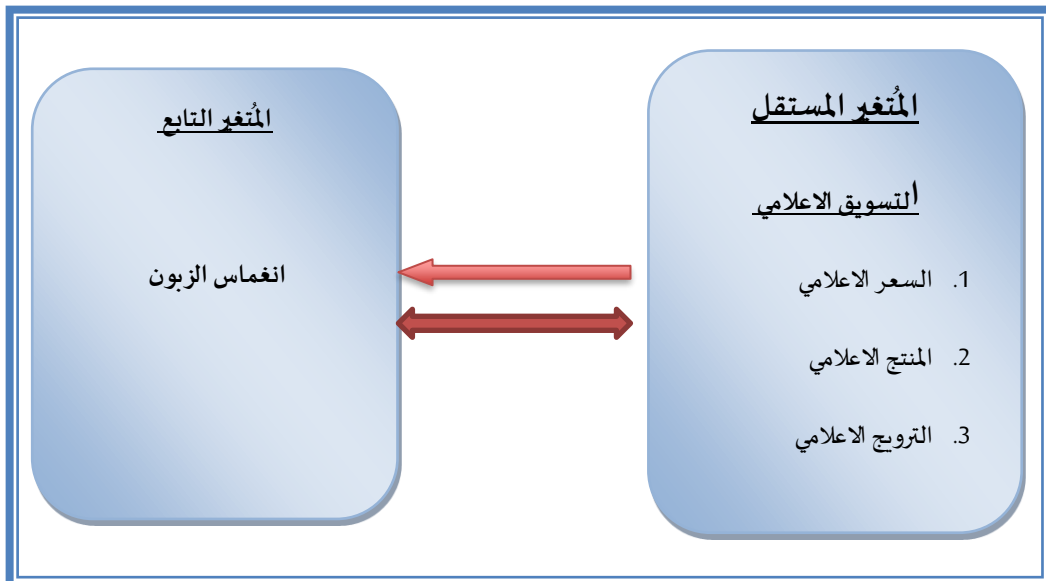 المُتغير المستقل
التسويق الاعلامي
1. السعر الاعلامي
2. المنتج الاعلامي
3. الترويج الاعلامي
المُتغير التابع
انغماس الزبون